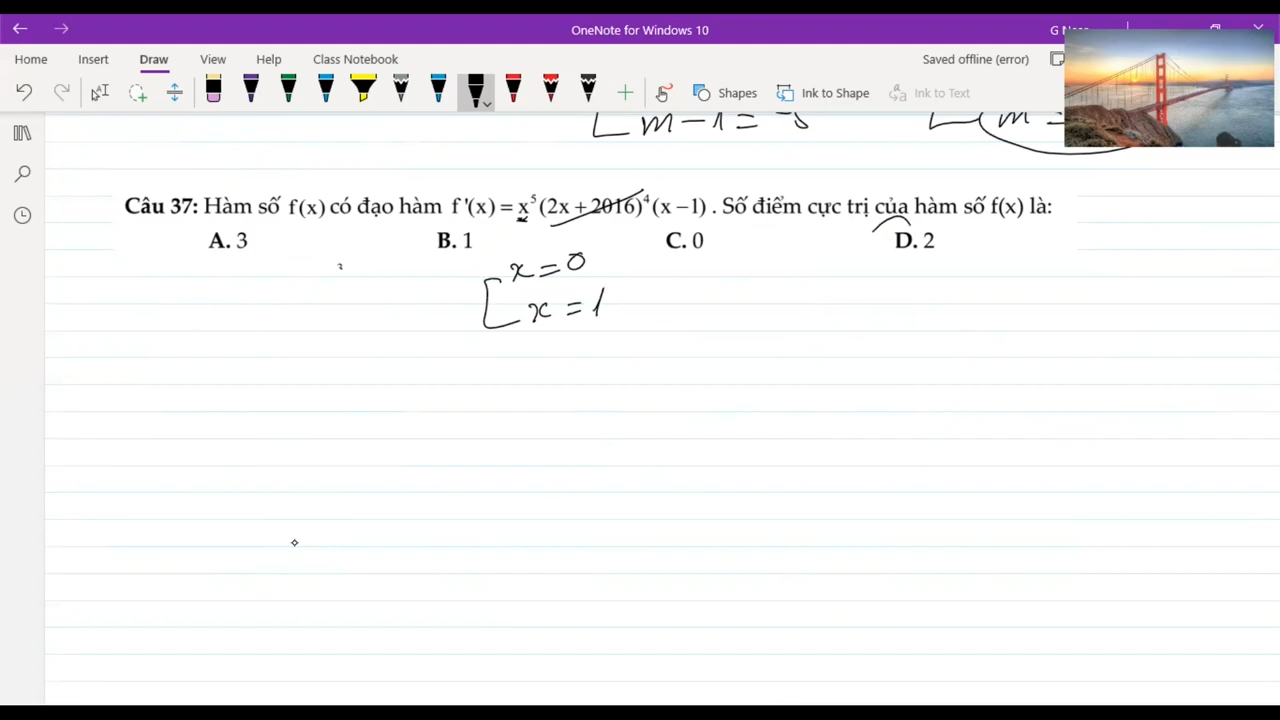 OneNote for Windows 10
Home Insert Draw View Help Class Notebook Saved offline (error)
Shapes Ink to Shape Ink to Text
m - 1 = -3 m =
Câu 37: Hàm số f(x) có đạo hàm f'(x) = x⁵(2x + 2016)⁴(x − 1). Số điểm cực trị của hàm số f(x) là:
A. 3 B. 1 C. 0 D. 2
x = 0
x = 1